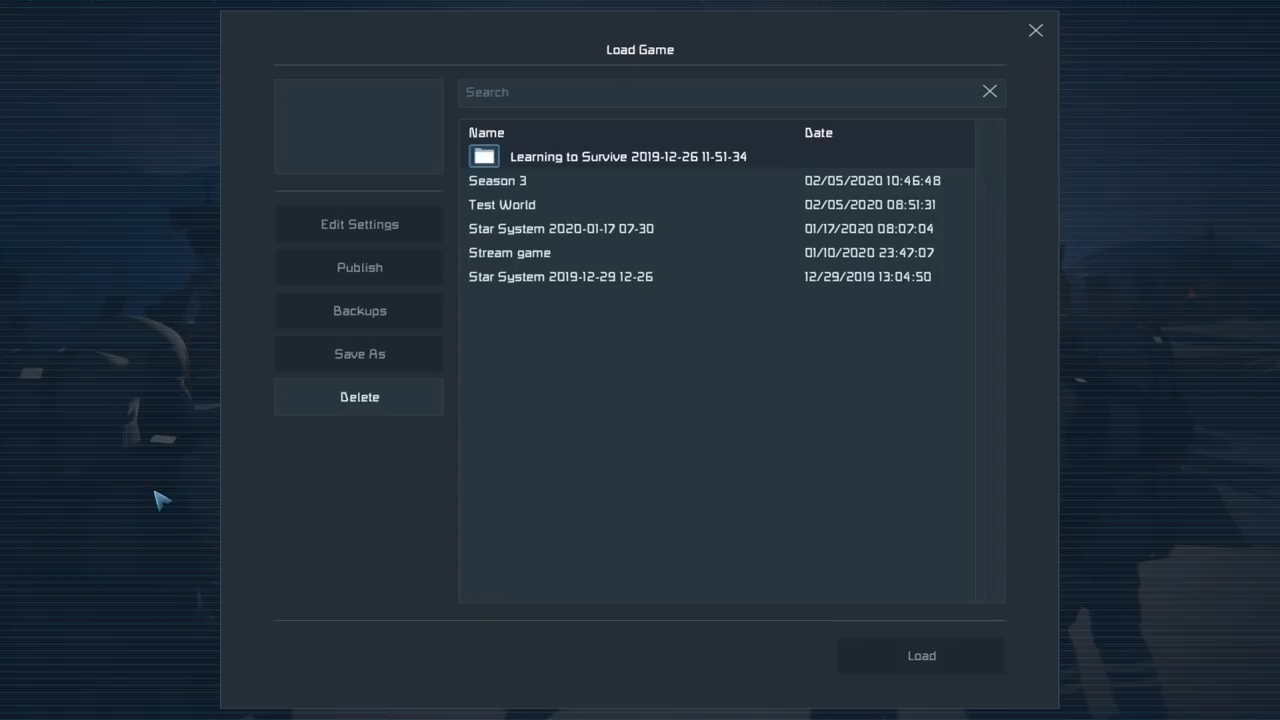 Load Game
Search
Name Date
Learning to Survive 2019-12-26 11-51-34
Season 3 02/05/2020 10:46:48
Test World 02/05/2020 08:51:31
Star System 2020-01-17 07-30 01/17/2020 08:07:04
Stream game 01/10/2020 23:47:07
Star System 2019-12-29 12-26 12/29/2019 13:04:50
Edit Settings
Publish
Backups
Save As
Delete
Load